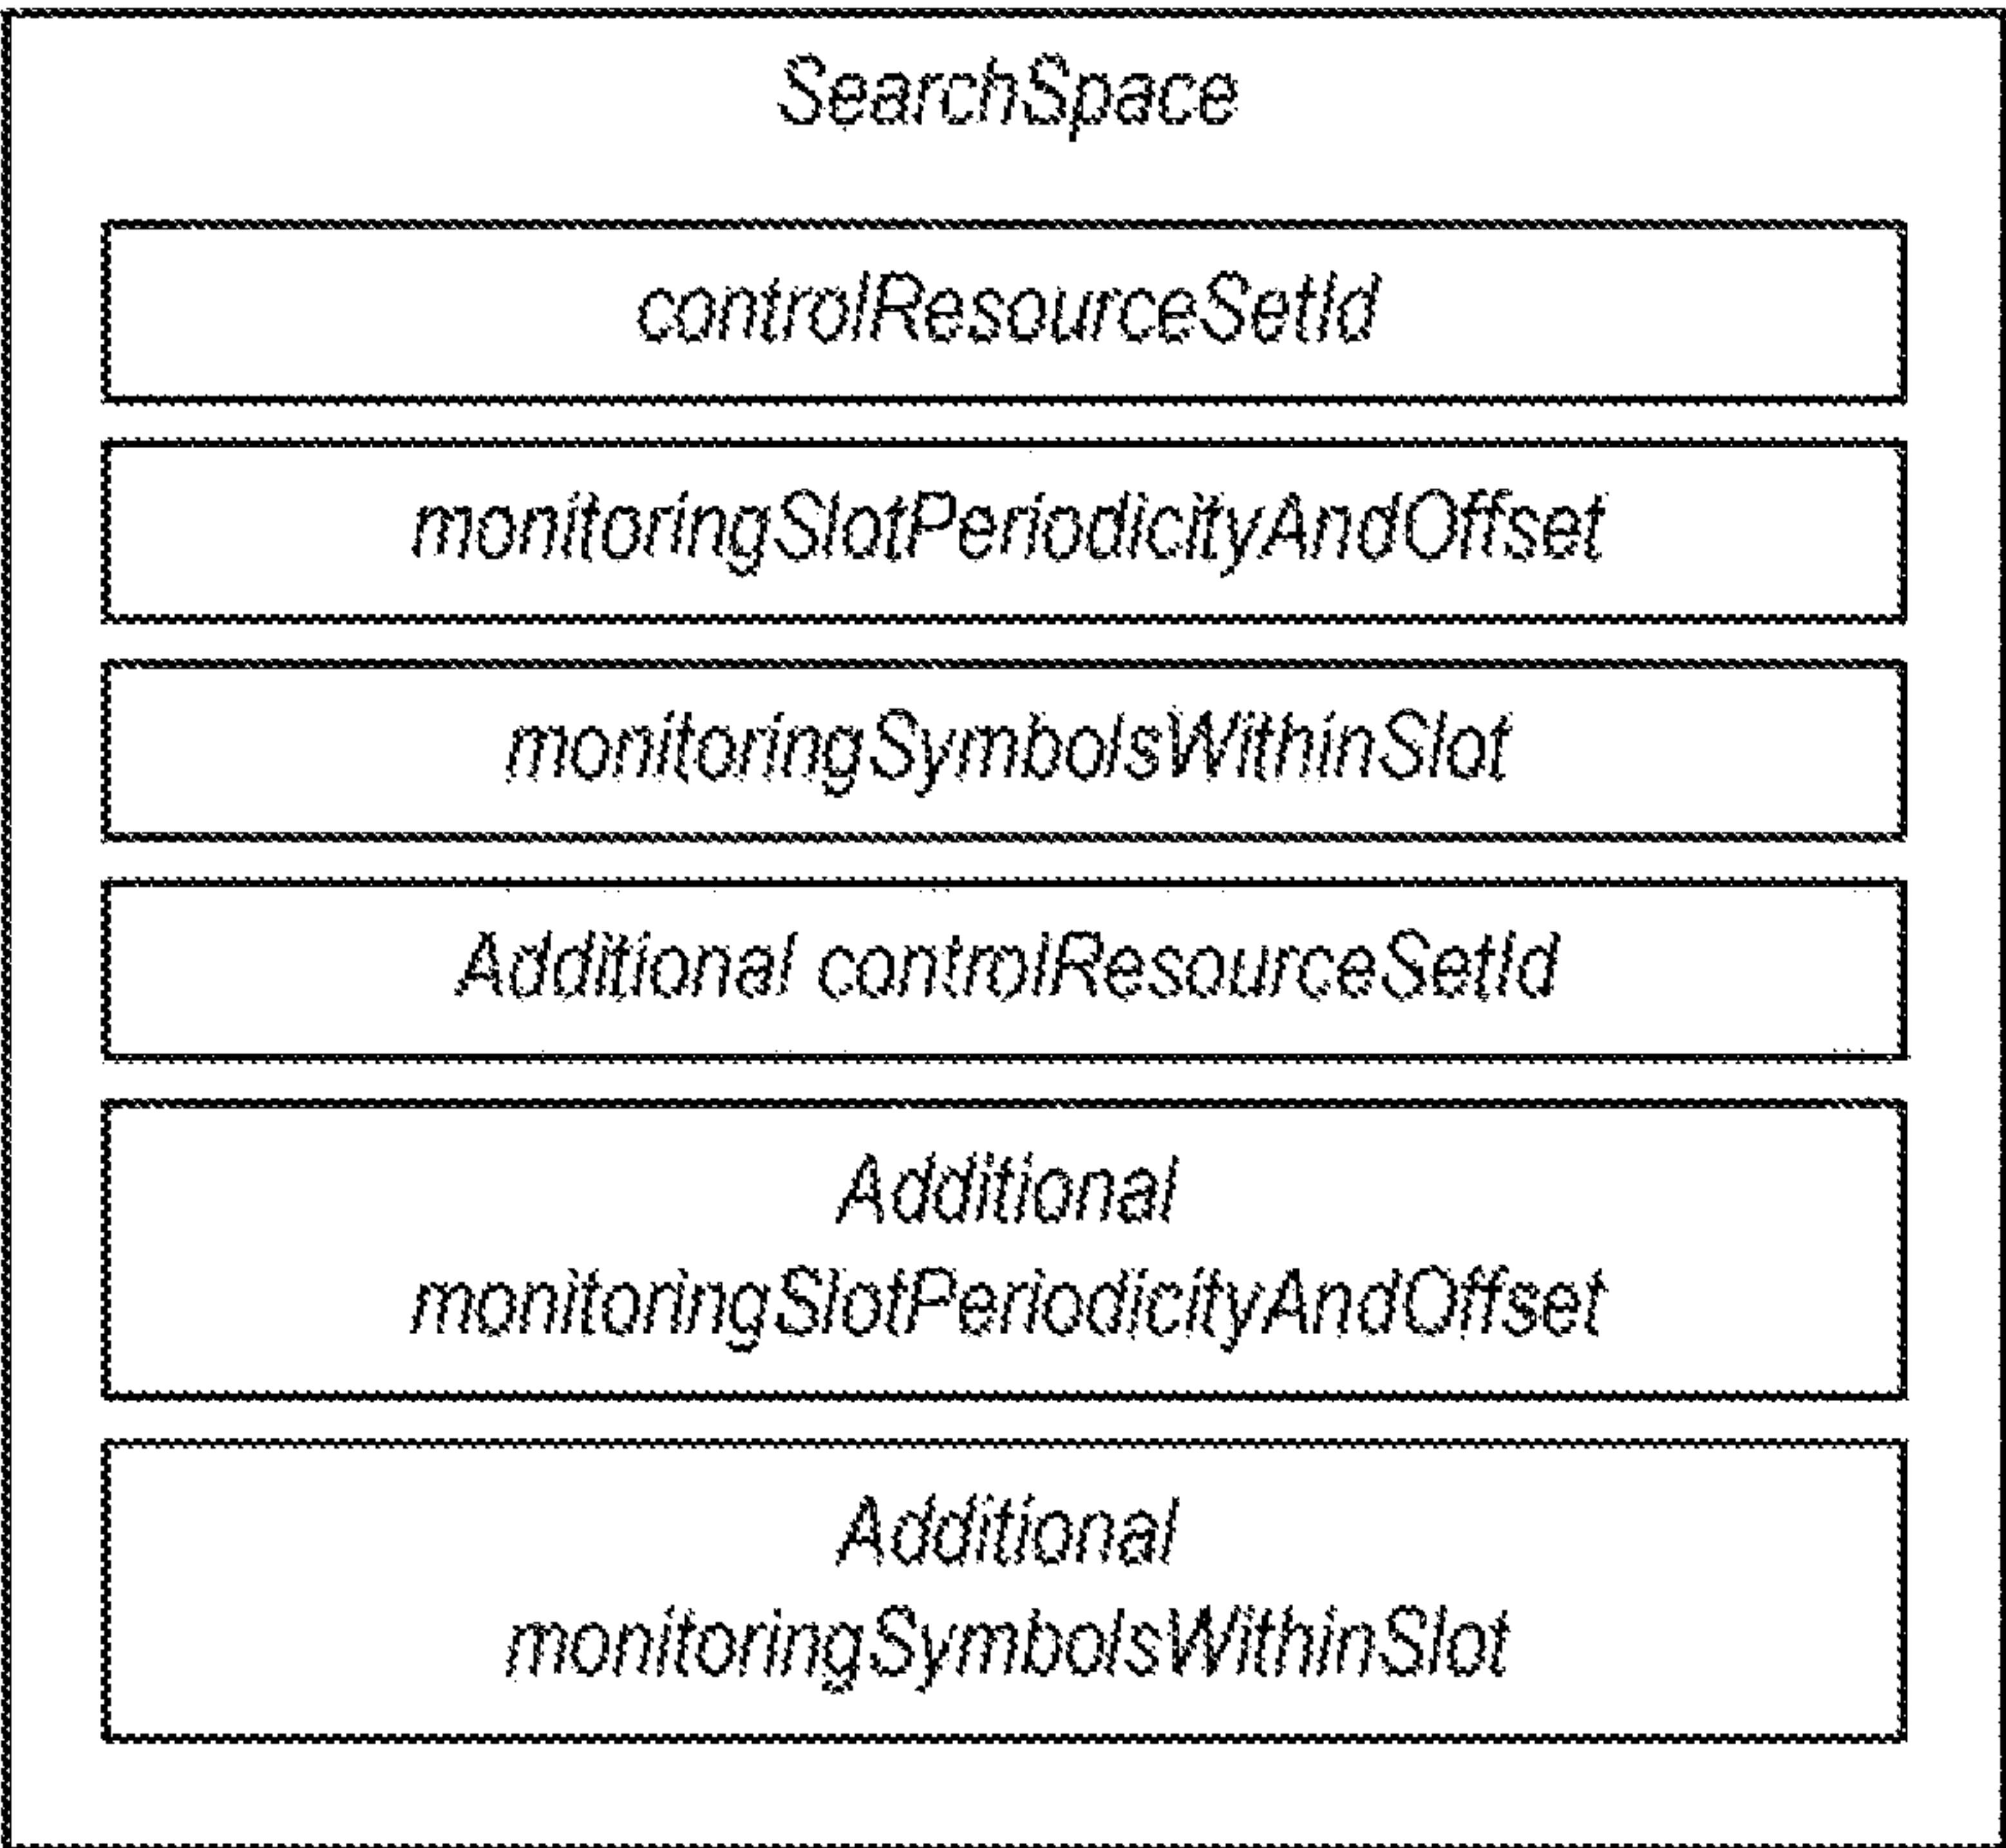 SearchSpace
controlResourceSetId
monitoringSlotPeriodicityAndOffset
monitoringSymbolsWithinSlot
Additional controlResourceSetId
Additional
monitoringSlotPeriodicityAndOffset
Additional
monitoringSymbolsWithinSlot